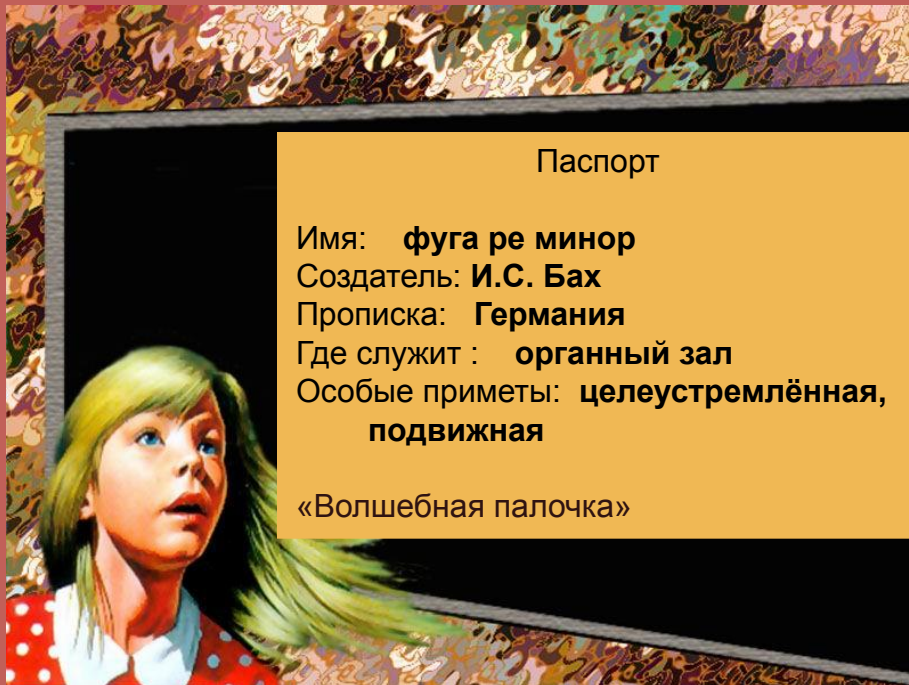 Паспорт
Имя: фуга ре минор
Создатель: И.С. Бах
Прописка: Германия
Где служит : органный зал
Особые приметы: целеустремлённая,
подвижная
«Волшебная палочка»